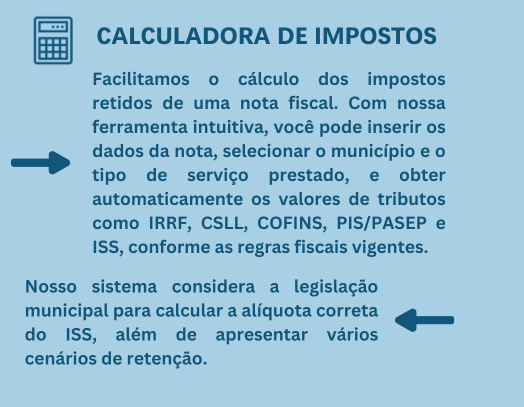 CALCULADORA DE IMPOSTOS
Facilitamos o cálculo dos impostos
retidos de uma nota fiscal. Com nossa
ferramenta intuitiva, você pode inserir os
dados da nota, selecionar o município e o
tipo de serviço prestado, e obter
automaticamente os valores de tributos
como IRRF, CSLL, COFINS, PIS/PASEP e
ISS, conforme as regras fiscais vigentes.
Nosso sistema considera a legislação
municipal para calcular a alíquota correta
do ISS, além de apresentar vários
cenários de retenção.